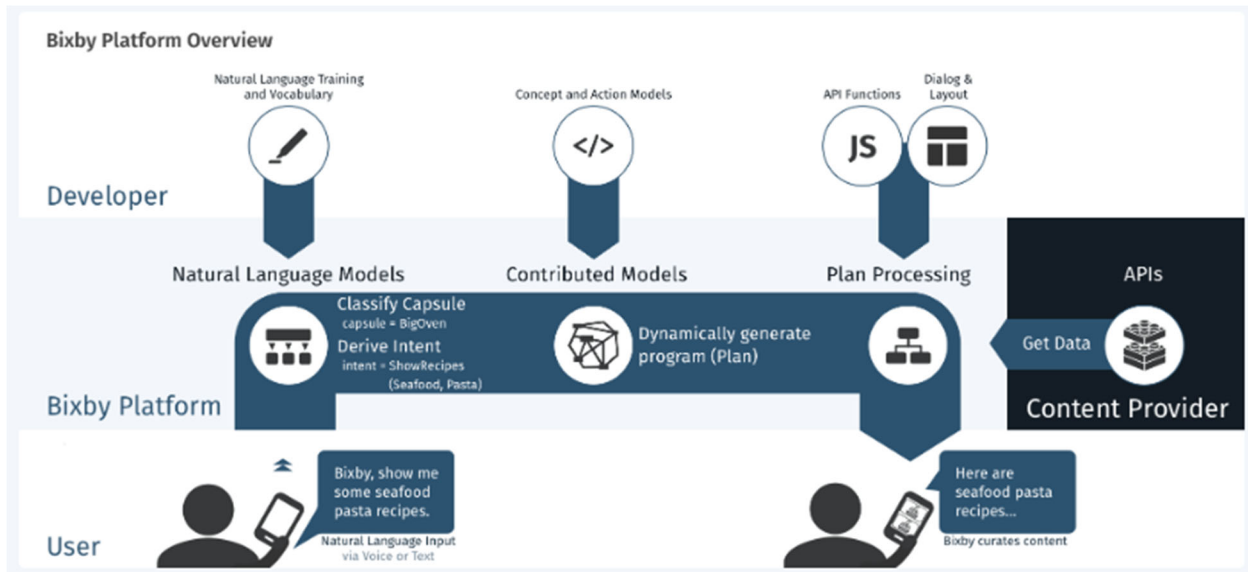 Bixby Platform Overview
Natural Language Training
and Vocabulary
Concept and Action Models
API Functions
Dialog &
Layout
</>
JS
Developer
Natural Language Models
Contributed Models
Plan Processing
APIs
Classify Capsule
capsule = BigOven
Derive Intent
intent = ShowRecipes
(Seafood, Pasta)
Dynamically generate
program (Plan)
Get Data
Bixby Platform
Content Provider
Bixby, show me
some seafood
pasta recipes.
Here are
seafood pasta
recipes...
User
Natural Language Input
via Voice or Text
Bixby curates content